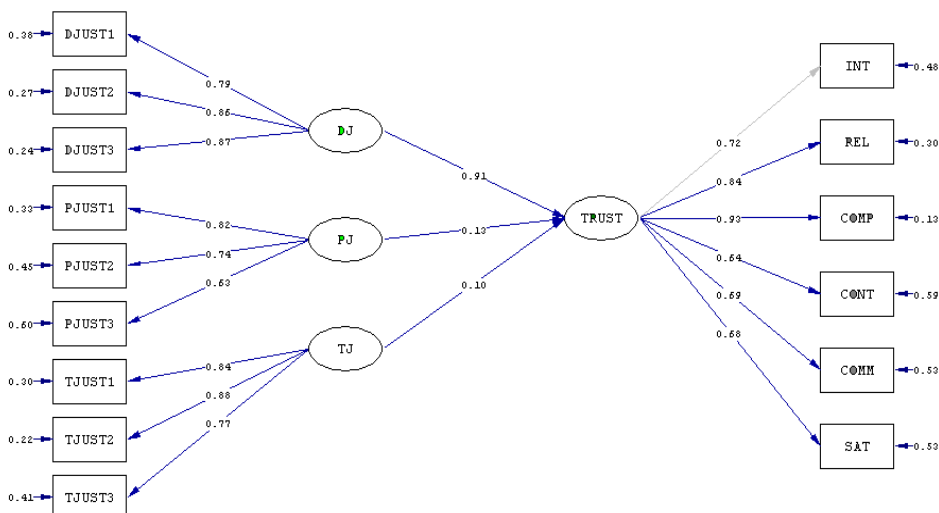 0.38 DJUST1
0.27 DJUST2
0.24 DJUST3
0.33 PJUST1
0.45 PJUST2
0.60 PJUST3
0.30 TJUST1
0.22 TJUST2
0.41 TJUST3
0.79
0.86
0.87
0.82
0.74
0.63
0.84
0.88
0.77
DJ
PJ
TJ
0.91
0.13
0.10
TRUST
0.72
0.84
0.93
0.64
0.69
0.68
INT 0.48
REL 0.30
COMP 0.13
CONT 0.59
COMM 0.53
SAT 0.53